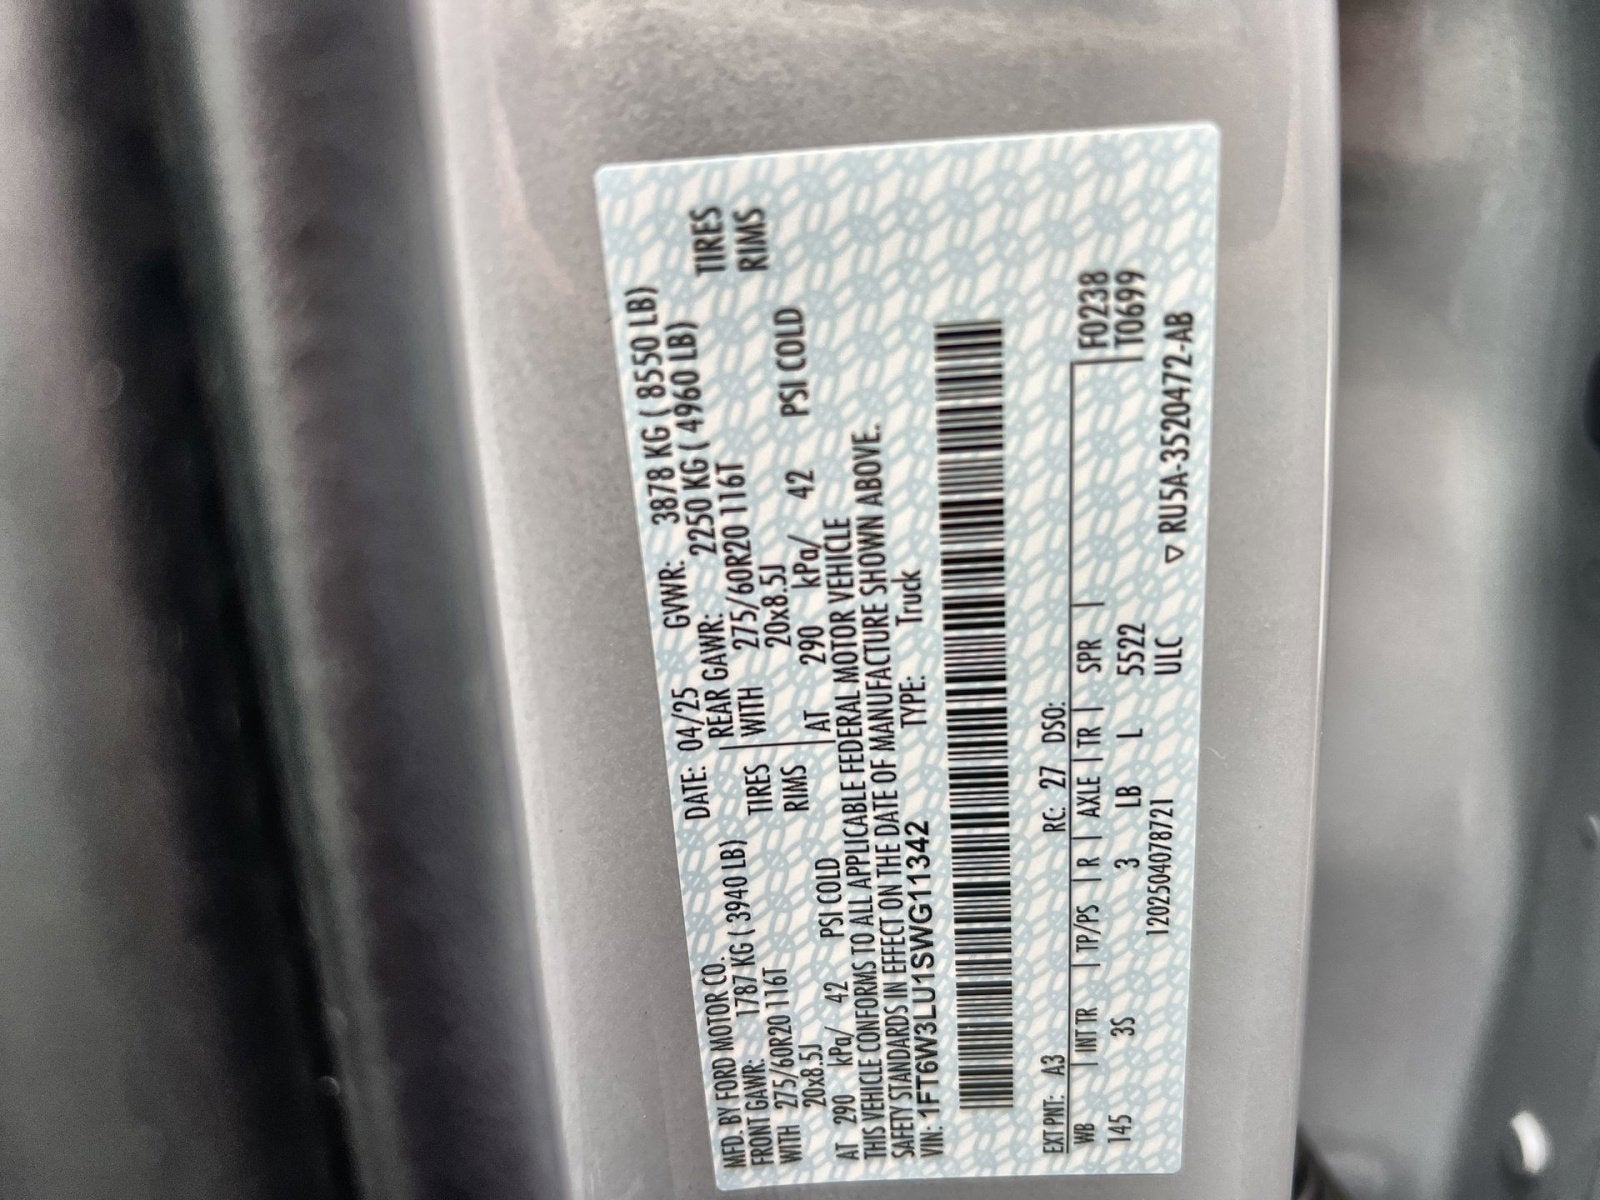 MFD. BY FORD MOTOR CO. DATE: 04/25 GVWR: 3878 KG ( 8550 LB)
FRONT GAWR: 1787 KG ( 3940 LB) REAR GAWR: 2250 KG ( 4960 LB)
WITH 275/60R20 116T TIRES WITH 275/60R20 116T TIRES
20x8.5J RIMS 20x8.5J RIMS
AT 290 kPa/ 42 PSI COLD AT 290 kPa/ 42 PSI COLD
THIS VEHICLE CONFORMS TO ALL APPLICABLE FEDERAL MOTOR VEHICLE
SAFETY STANDARDS IN EFFECT ON THE DATE OF MANUFACTURE SHOWN ABOVE.
VIN: 1FT6W3LU1SWG11342 TYPE: Truck
EXT PNT: A3 RC: 27 DSO: F0238
WB | INT TR | TP/PS | R | AXLE | TR | SPR | T0699
145 3S 3 LB L 5522
120250407872​1 ULC ▽ RU5A-3520472-AB